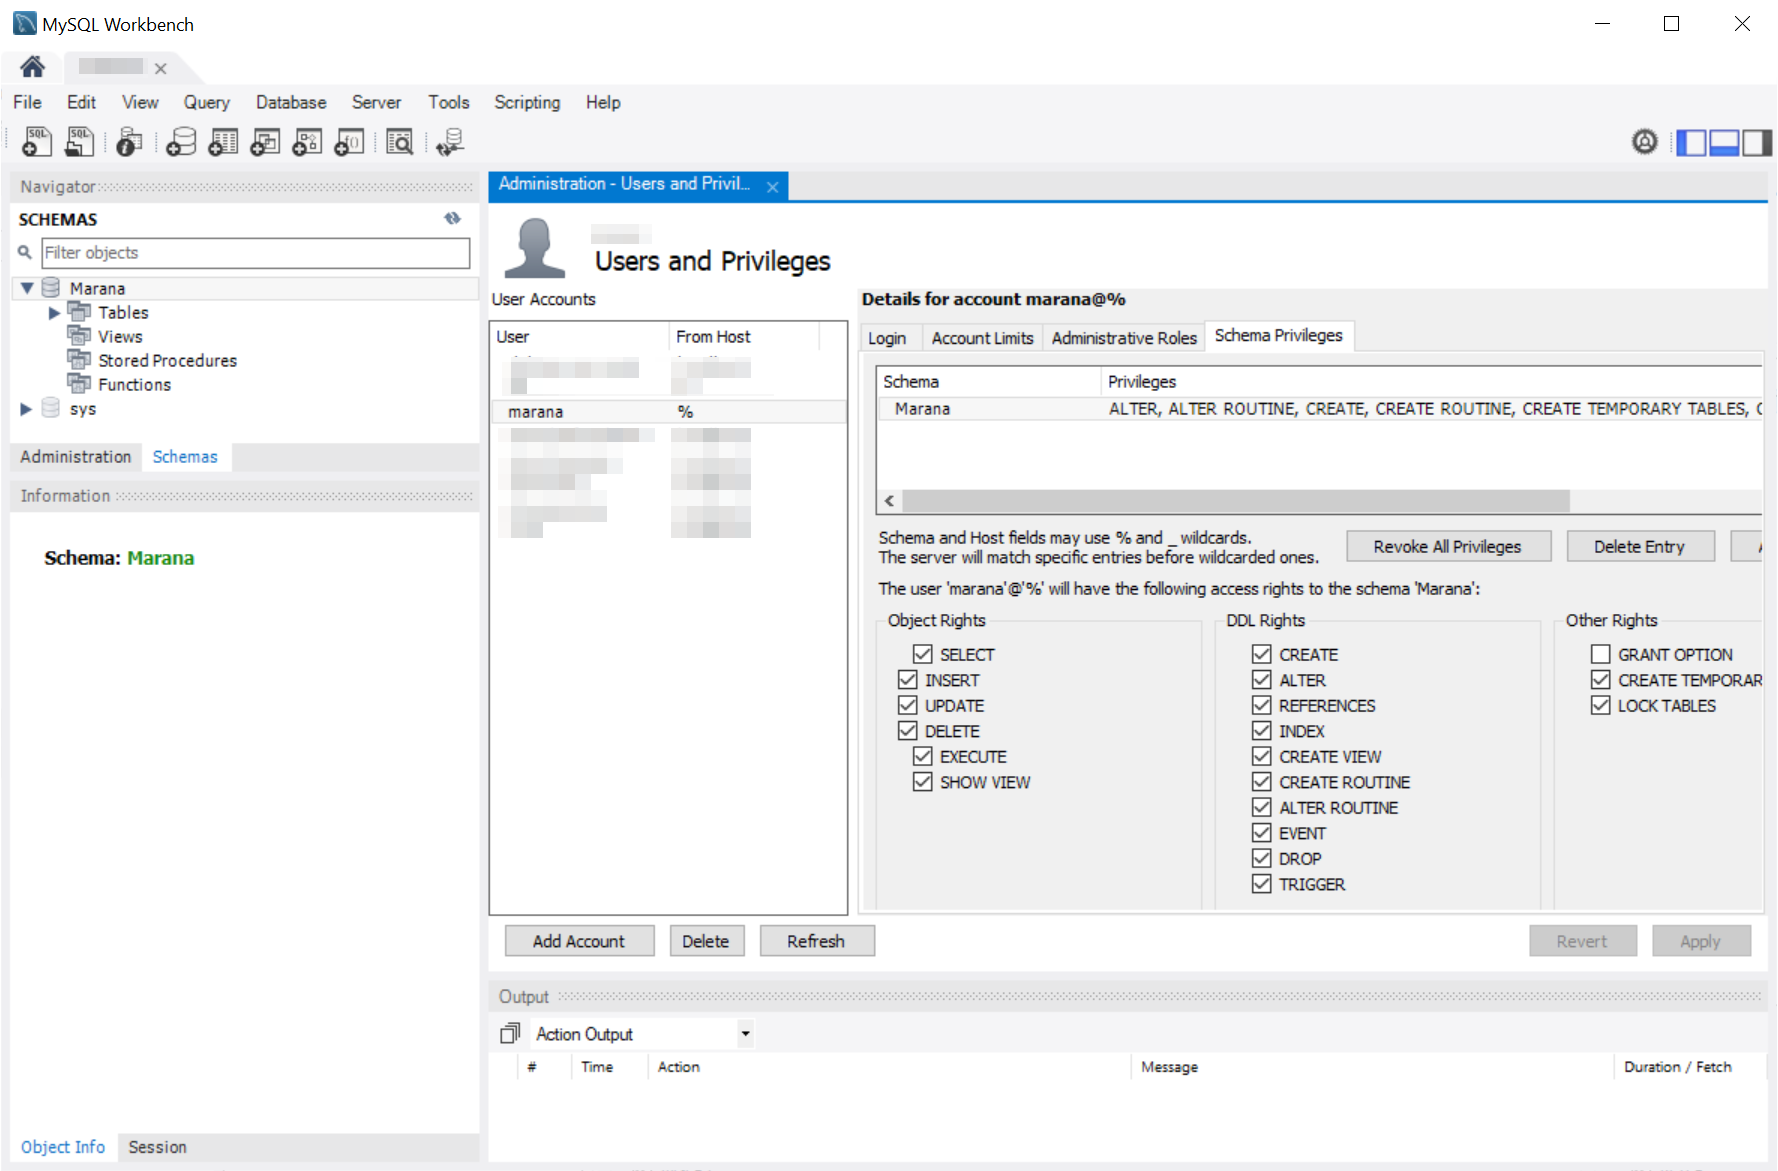 MySQL Workbench
File Edit View Query Database Server Tools Scripting Help
Navigator
SCHEMAS
Filter objects
Marana
Tables
Views
Stored Procedures
Functions
sys
Administration Schemas
Information
Schema: Marana
Object Info Session
Administration - Users and Privil...
Users and Privileges
User Accounts
User From Host
marana %
Add Account Delete Refresh
Details for account marana@%
Login Account Limits Administrative Roles Schema Privileges
Schema Privileges
Marana ALTER, ALTER ROUTINE, CREATE, CREATE ROUTINE, CREATE TEMPORARY TABLES,
Schema and Host fields may use % and _ wildcards.
The server will match specific entries before wildcarded ones.
Revoke All Privileges Delete Entry
The user 'marana'@'%' will have the following access rights to the schema 'Marana':
Object Rights
SELECT
INSERT
UPDATE
DELETE
EXECUTE
SHOW VIEW
DDL Rights
CREATE
ALTER
REFERENCES
INDEX
CREATE VIEW
CREATE ROUTINE
ALTER ROUTINE
EVENT
DROP
TRIGGER
Other Rights
GRANT OPTION
CREATE TEMPORAR
LOCK TABLES
Revert Apply
Output
Action Output
# Time Action Message Duration / Fetch